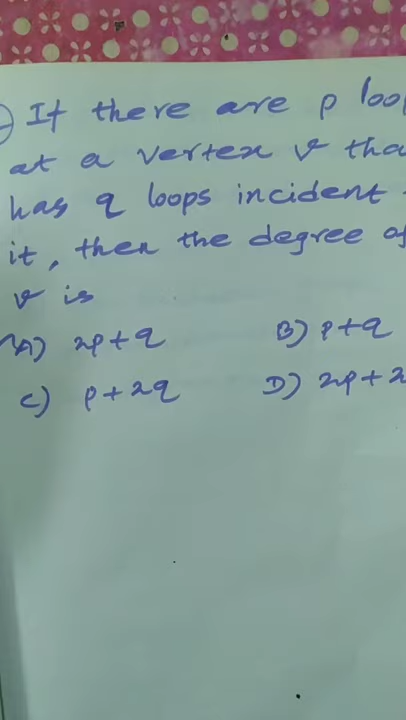 If there are p loop
at a vertex v tha
has q loops incident
it, then the degree of
v is
A) 2p+q B) p+q
C) p+2q D) 2p+2